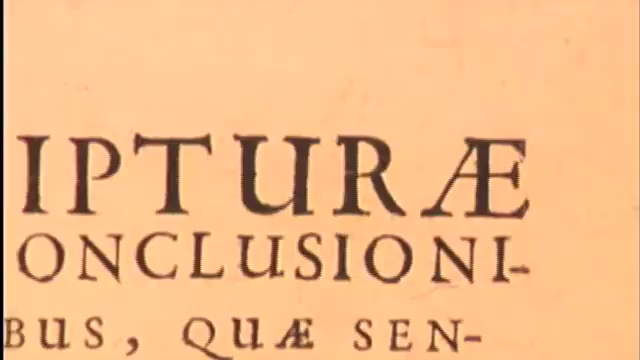 IPTURÆ
ONCLUSIONI-
BUS, QUÆ SEN-